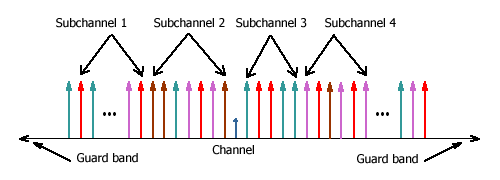 Subchannel 1 Subchannel 2 Subchannel 3 Subchannel 4
... ...
Channel
Guard band Guard band